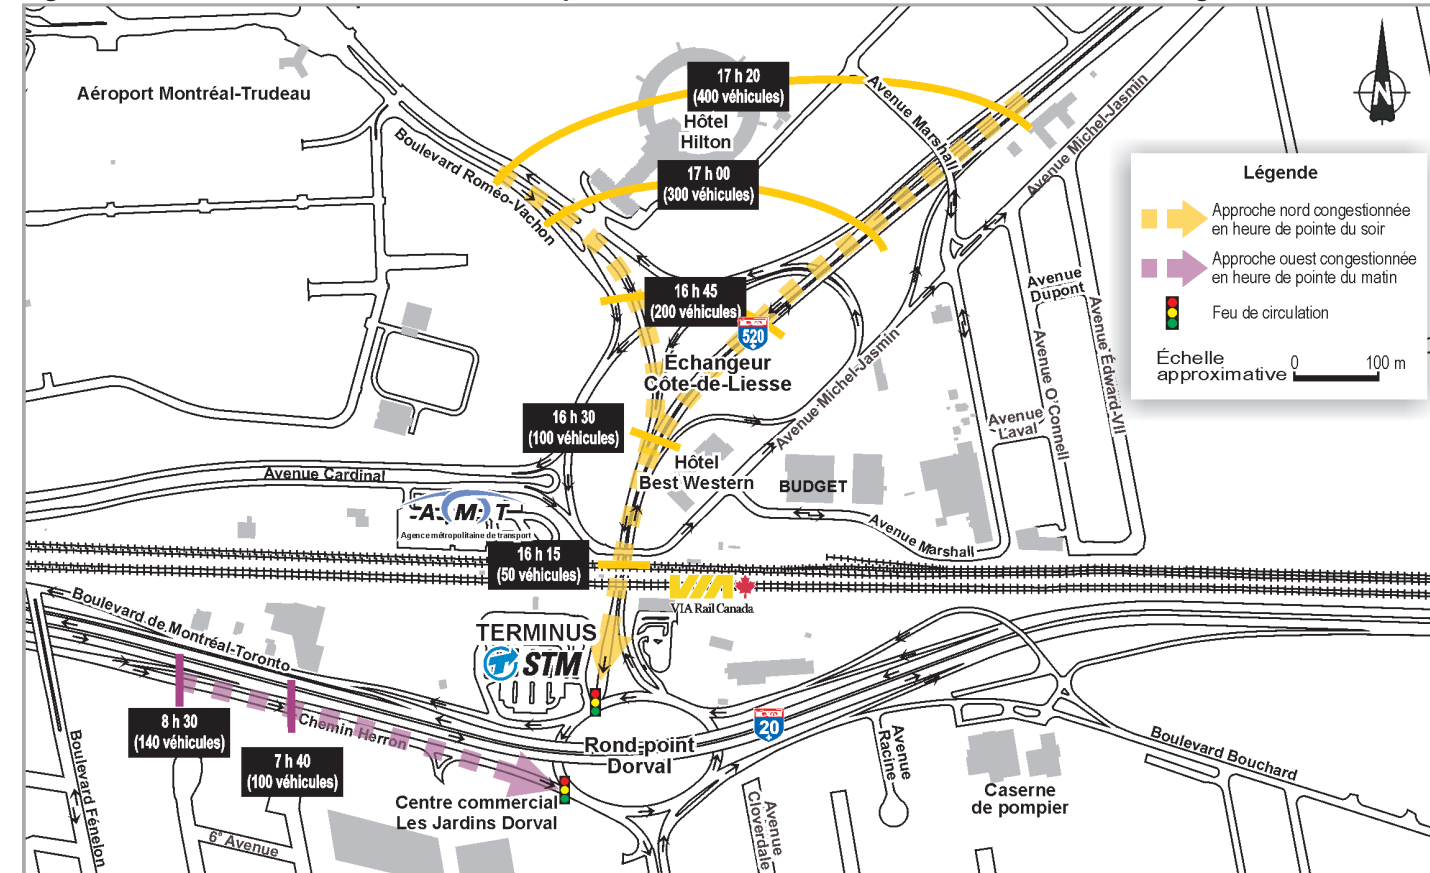 Aéroport Montréal-Trudeau
17 h 20
(400 véhicules)
Hôtel
Hilton
Avenue Marshall
Avenue Michel-Jasmin
N
Boulevard Roméo-Vachon
17 h 00
(300 véhicules)
Légende
Approche nord congestionnée
en heure de pointe du soir
Approche ouest congestionnée
en heure de pointe du matin
Feu de circulation
Échelle
approximative
0
100 m
16 h 45
(200 véhicules)
520
Avenue
Dupont
Échangeur
Côte-de-Liesse
Avenue Michel-Jasmin
Avenue O'Connell
Avenue Édward-VII
16 h 30
(100 véhicules)
Avenue
Laval
Avenue Cardinal
Hôtel
Best Western
BUDGET
AMT
Agence métropolitaine de transport
Avenue Marshall
16 h 15
(50 véhicules)
VIA
VIA Rail Canada
Boulevard de Montréal-Toronto
TERMINUS
STM
8 h 30
(140 véhicules)
Chemin Herron
7 h 40
(100 véhicules)
Rond-point
Dorval
20
Avenue
Racine
Boulevard Bouchard
Boulevard Fénelon
Centre commercial
Les Jardins Dorval
Caserne
de pompier
6e Avenue
Avenue
Cloverdale